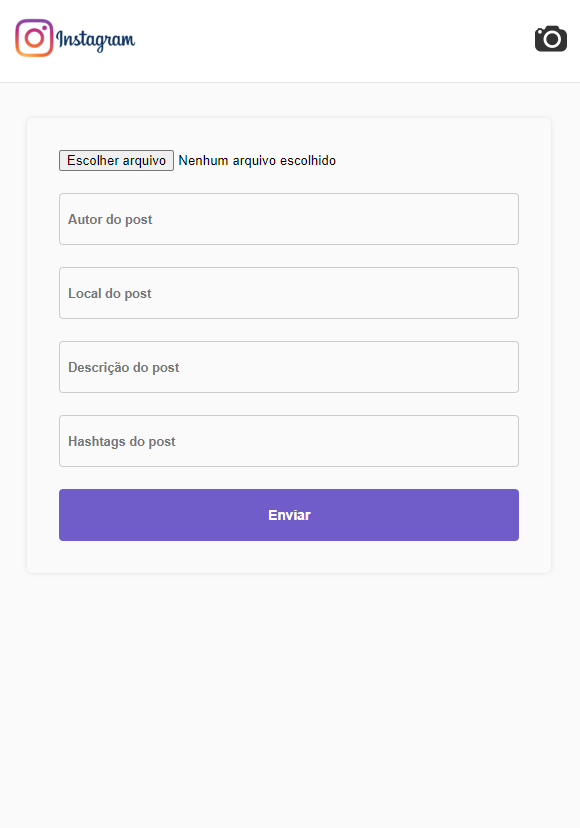 Instagram
Escolher arquivo Nenhum arquivo escolhido
Autor do post
Local do post
Descrição do post
Hashtags do post
Enviar